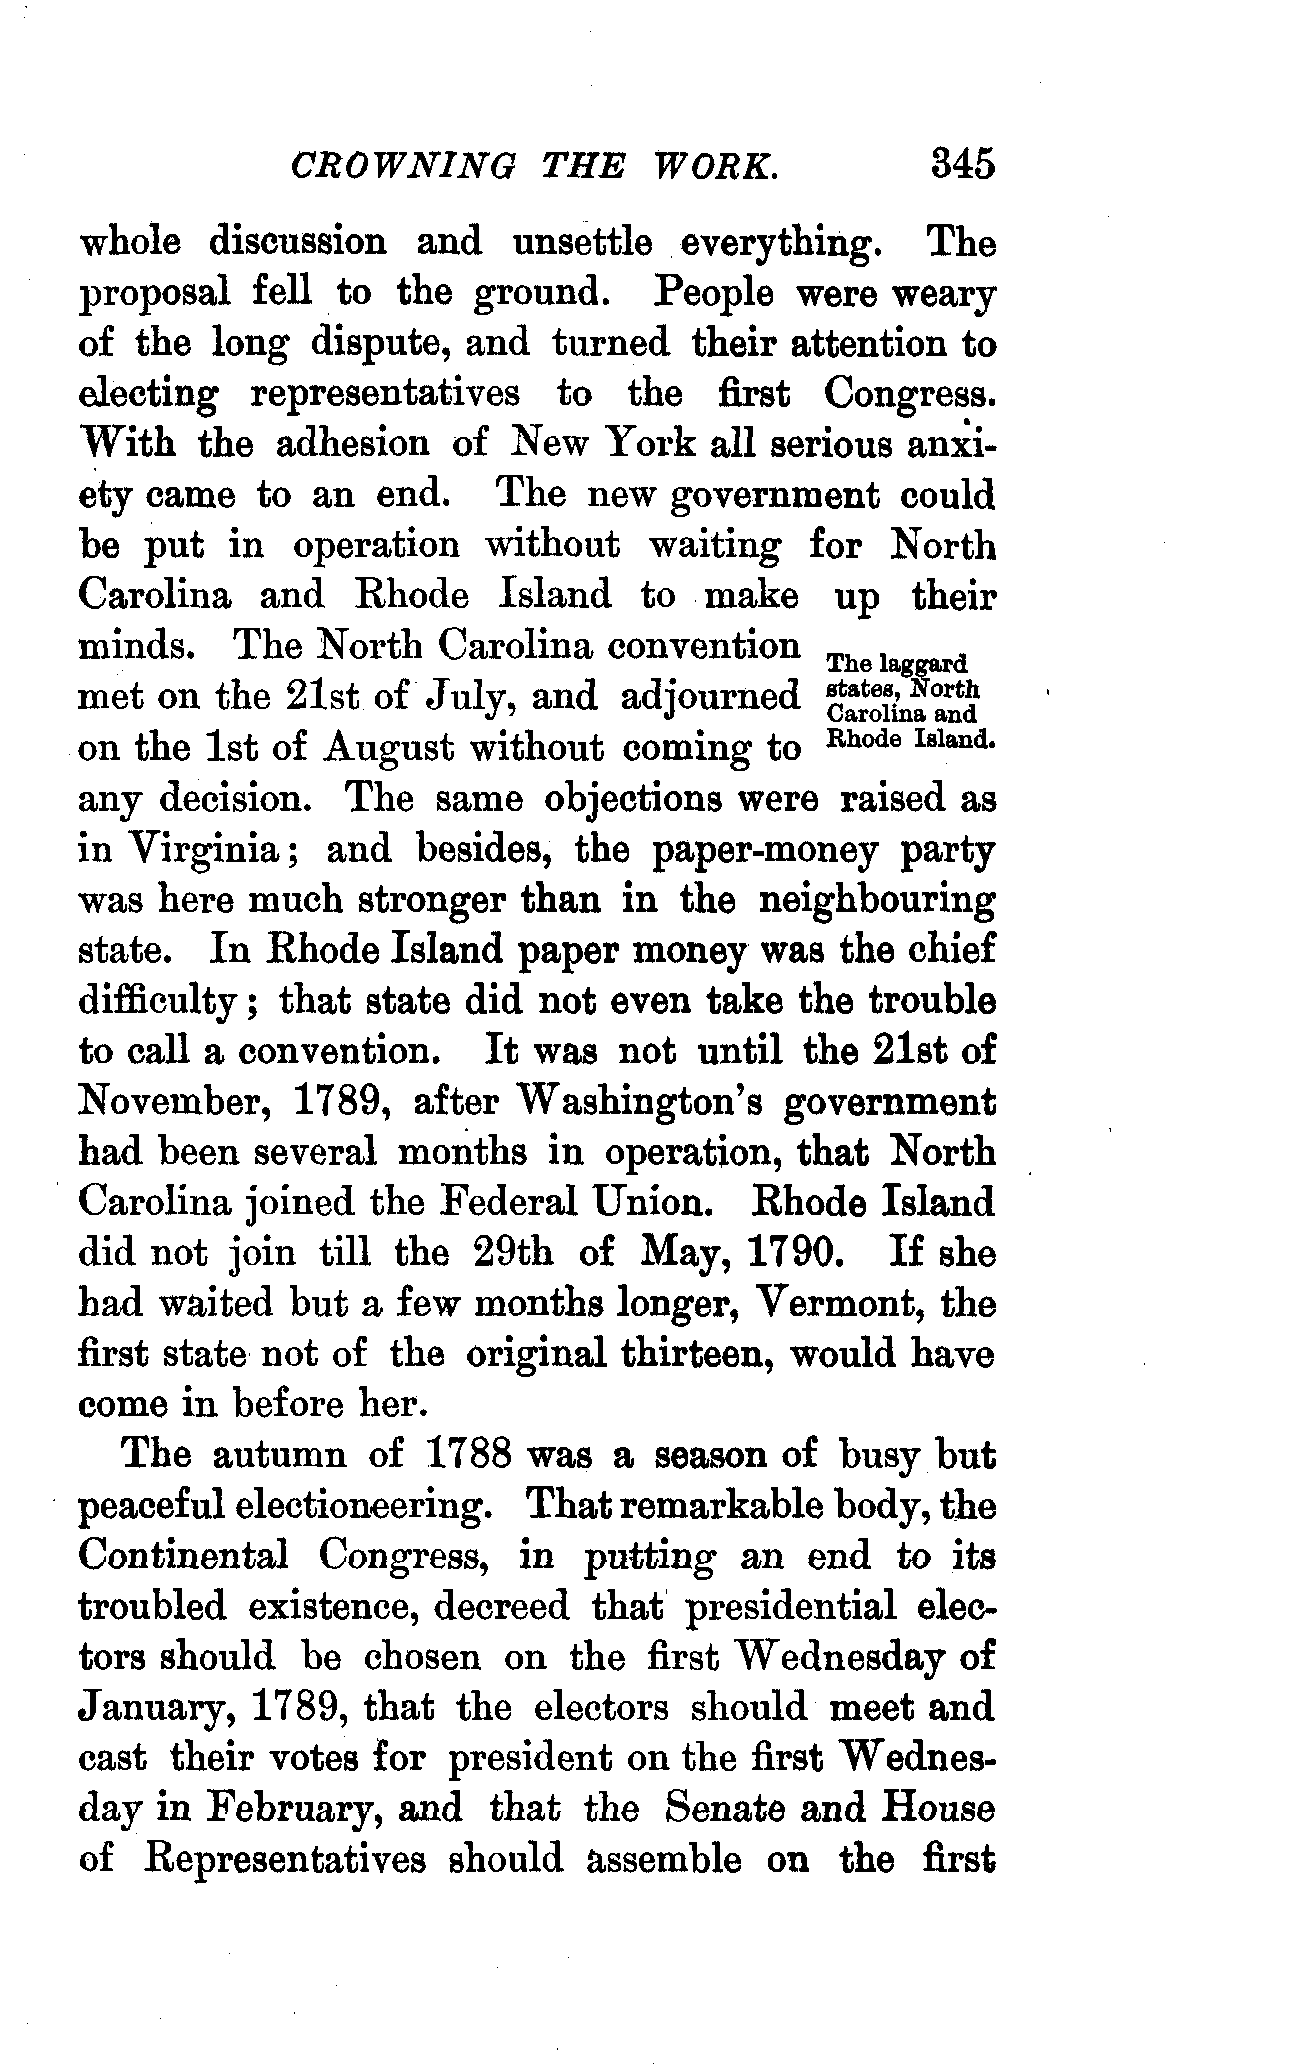 CROWNING THE WORK. 345
whole discussion and unsettle everything. The
proposal fell to the ground. People were weary
of the long dispute, and turned their attention to
electing representatives to the first Congress.
With the adhesion of New York all serious anxi-
ety came to an end. The new government could
be put in operation without waiting for North
Carolina and Rhode Island to make up their
minds. The North Carolina convention
met on the 21st of July, and adjourned
on the 1st of August without coming to
The laggard
states, North
Carolina and
Rhode Island.
any decision. The same objections were raised as
in Virginia; and besides, the paper-money party
was here much stronger than in the neighbouring
state. In Rhode Island paper money was the chief
difficulty; that state did not even take the trouble
to call a convention. It was not until the 21st of
November, 1789, after Washington's government
had been several months in operation, that North
Carolina joined the Federal Union. Rhode Island
did not join till the 29th of May, 1790. If she
had waited but a few months longer, Vermont, the
first state not of the original thirteen, would have
come in before her.
The autumn of 1788 was a season of busy but
peaceful electioneering. That remarkable body, the
Continental Congress, in putting an end to its
troubled existence, decreed that presidential elec-
tors should be chosen on the first Wednesday of
January, 1789, that the electors should meet and
cast their votes for president on the first Wednes-
day in February, and that the Senate and House
of Representatives should assemble on the first